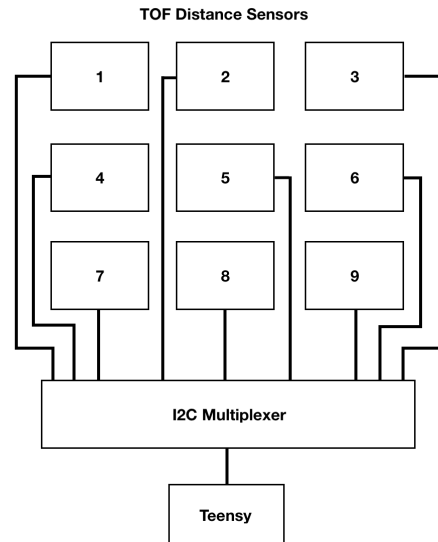 TOF Distance Sensors
1 2 3
4 5 6
7 8 9
I2C Multiplexer
Teensy